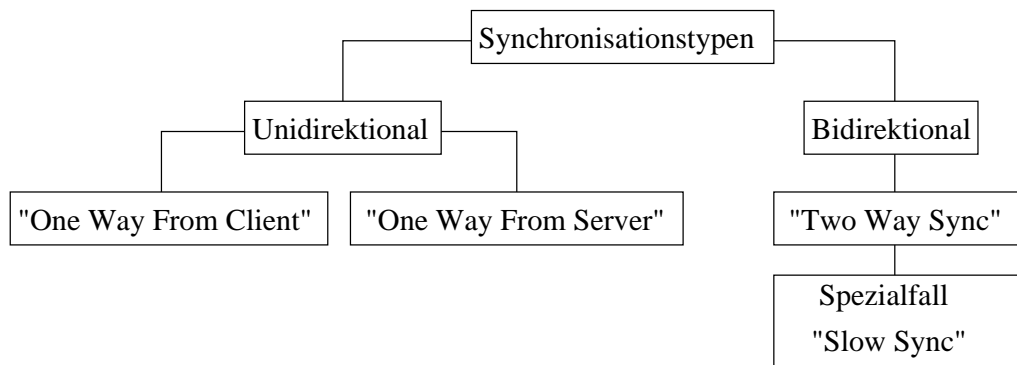 Synchronisationstypen
Unidirektional
Bidirektional
"One Way From Client"
"One Way From Server"
"Two Way Sync"
Spezialfall
"Slow Sync"